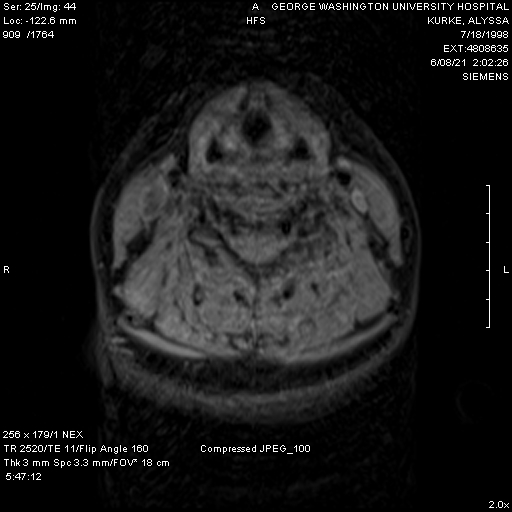 Ser: 25/Img: 44
Loc: -122.6 mm
909 /1764
A
HFS
GEORGE WASHINGTON UNIVERSITY HOSPITAL
KURKE, ALYSSA
7/18/1998
EXT:4808635
6/08/21 2:02:26
SIEMENS
R
L
256 x 179/1 NEX
TR 2520/TE 11/Flip Angle 160
Thk 3 mm Spc 3.3 mm/FOV* 18 cm
5:47:12
Compressed JPEG_100
2.0x